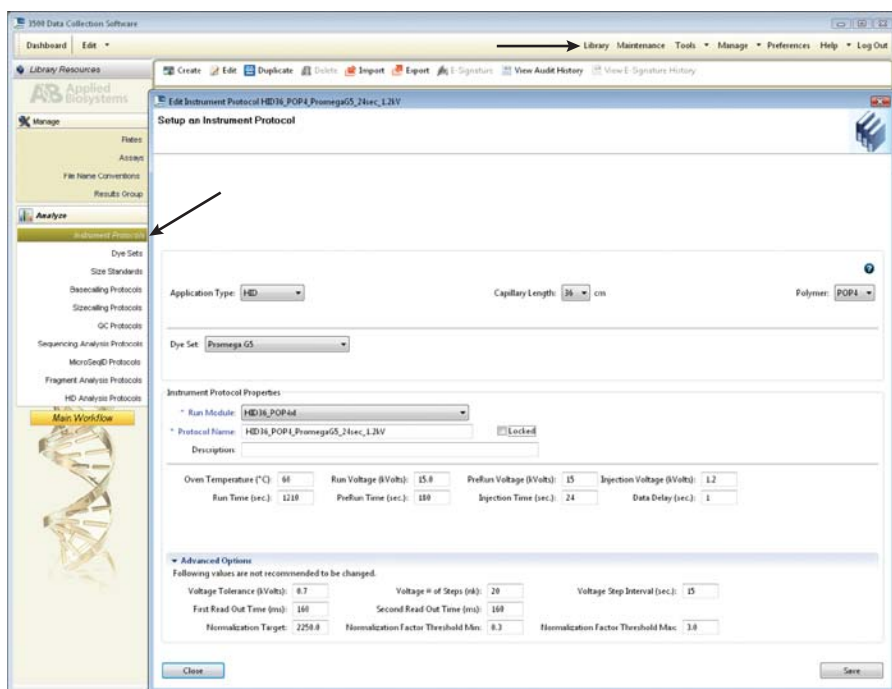 3500 Data Collection Software
Dashboard Edit Library Maintenance Tools Manage Preferences Help Log Out
Library Resources
Create Edit Duplicate Delete Import Export E-Signature View Audit History View E-Signature History
AB Applied Biosystems
Edit Instrument Protocol HID36_POP4_PromegaG5_24sec_1.2kV
Setup an Instrument Protocol
Manage
Plates
Assays
File Name Conventions
Results Group
Analyze
Instrument Protocols
Dye Sets
Size Standards
Basecalling Protocols
Sizecalling Protocols
QC Protocols
Sequencing Analysis Protocols
MicroSeqID Protocols
Fragment Analysis Protocols
HID Analysis Protocols
Main Workflow
Application Type: HID Capillary Length: 36 cm Polymer: POP4
Dye Set: Promega G5
Instrument Protocol Properties
* Run Module: HID36_POP4xl
* Protocol Name: HID36_POP4_PromegaG5_24sec_1.2kV Locked
Description:
Oven Temperature (°C): 60 Run Voltage (kVolts): 15.0 PreRun Voltage (kVolts): 15 Injection Voltage (kVolts): 1.2
Run Time (sec.): 1210 PreRun Time (sec.): 180 Injection Time (sec.): 24 Data Delay (sec.): 1
Advanced Options
Following values are not recommended to be changed.
Voltage Tolerance (kVolts): 0.7 Voltage # of Steps (nk): 20 Voltage Step Interval (sec.): 15
First Read Out Time (ms): 160 Second Read Out Time (ms): 160
Normalization Target: 2250.0 Normalization Factor Threshold Min: 0.3 Normalization Factor Threshold Max: 3.0
Close Save